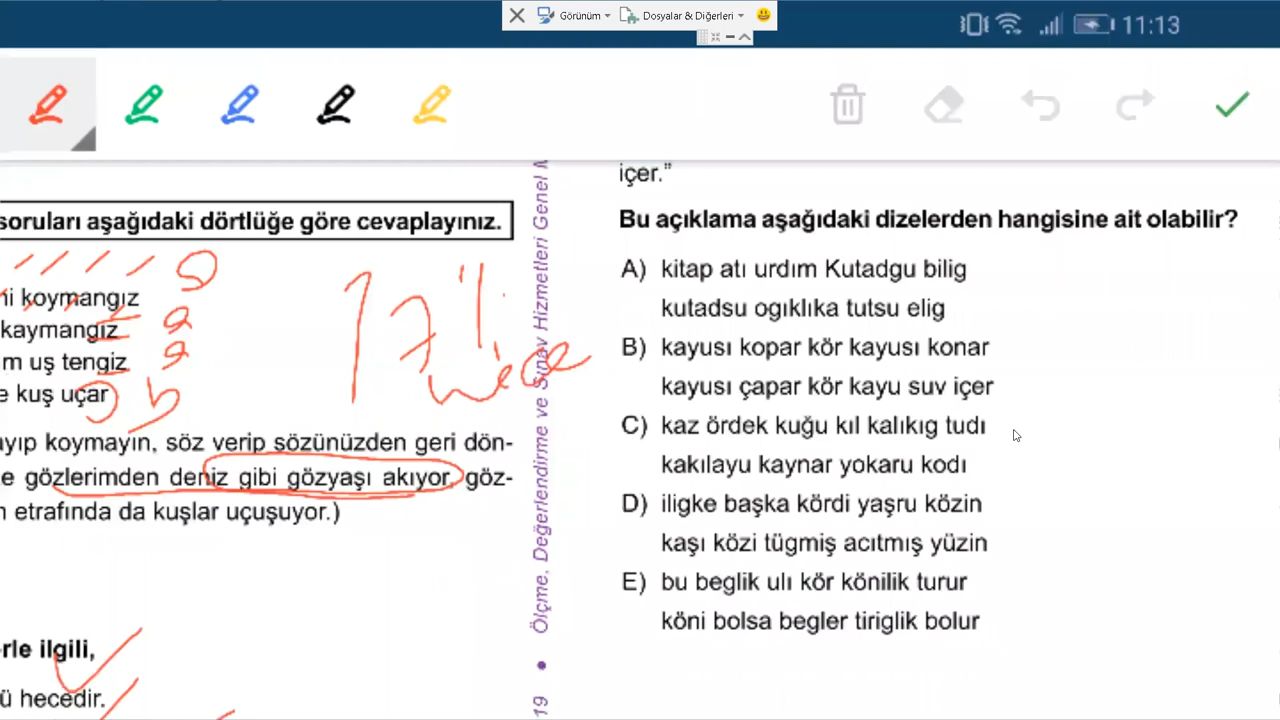 Görünüm
Dosyalar & Diğerleri
11:13
içer.”
soruları aşağıdaki dörtlüğe göre cevaplayınız.
ni koymangız
kaymangız
m uş tengiz
e kuş uçar
ayıp koymayın, söz verip sözünüzden geri dön-
e gözlerimden deniz gibi gözyaşı akıyor, göz-
n etrafında da kuşlar uçuşuyor.)
rle ilgili,
ü hecedir.
a
a
a
b
7'li
hece
19 • Ölçme, Değerlendirme ve Sınav Hizmetleri Genel M
Bu açıklama aşağıdaki dizelerden hangisine ait olabilir?
A) kitap atı urdım Kutadgu bilig
kutadsu ogıklıka tutsu elig
B) kayusı kopar kör kayusı konar
kayusı çapar kör kayu suv içer
C) kaz ördek kuğu kıl kalıkıg tudı
kakılayu kaynar yokaru kodı
D) iligke başka kördi yaşru közin
kaşı közi tügmiş acıtmış yüzin
E) bu beglik ulı kör könilik turur
köni bolsa begler tiriglik bolur